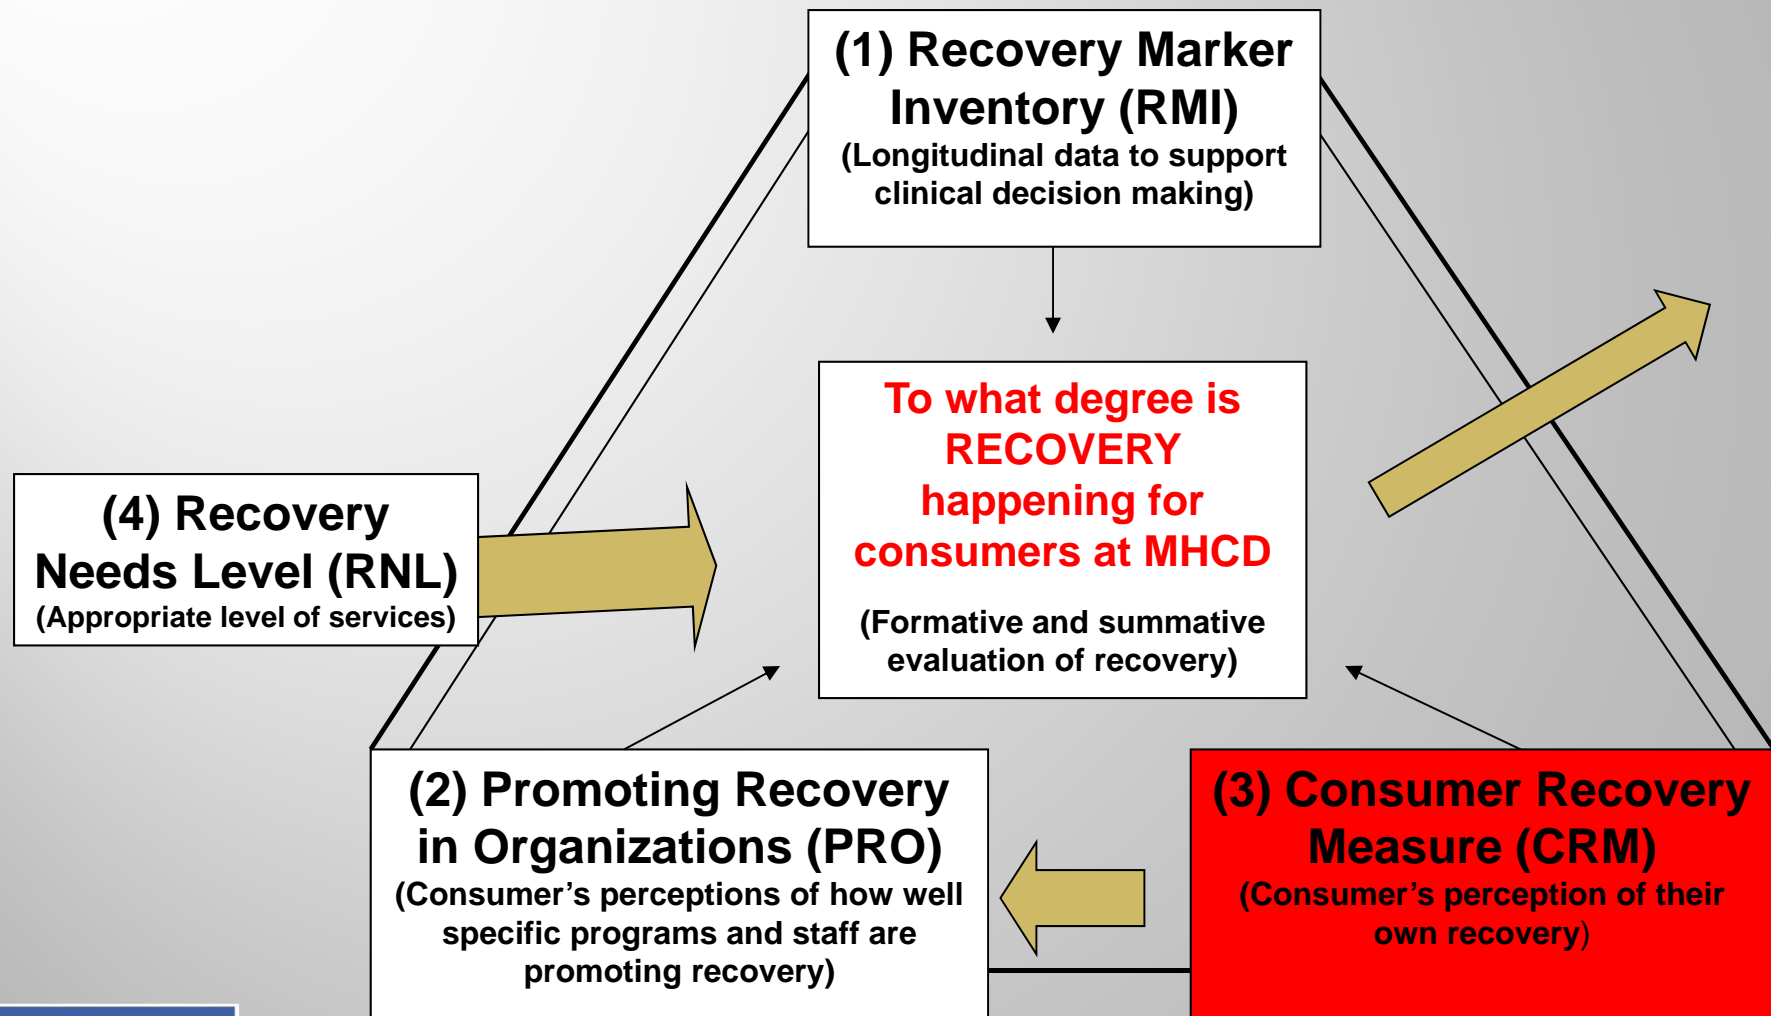 (1) Recovery Marker
Inventory (RMI)
(Longitudinal data to support
clinical decision making)
To what degree is
RECOVERY
happening for
consumers at MHCD
(Formative and summative
evaluation of recovery)
(4) Recovery
Needs Level (RNL)
(Appropriate level of services)
(2) Promoting Recovery
in Organizations (PRO)
(Consumer’s perceptions of how well
specific programs and staff are
promoting recovery)
(3) Consumer Recovery
Measure (CRM)
(Consumer’s perception of their
own recovery)